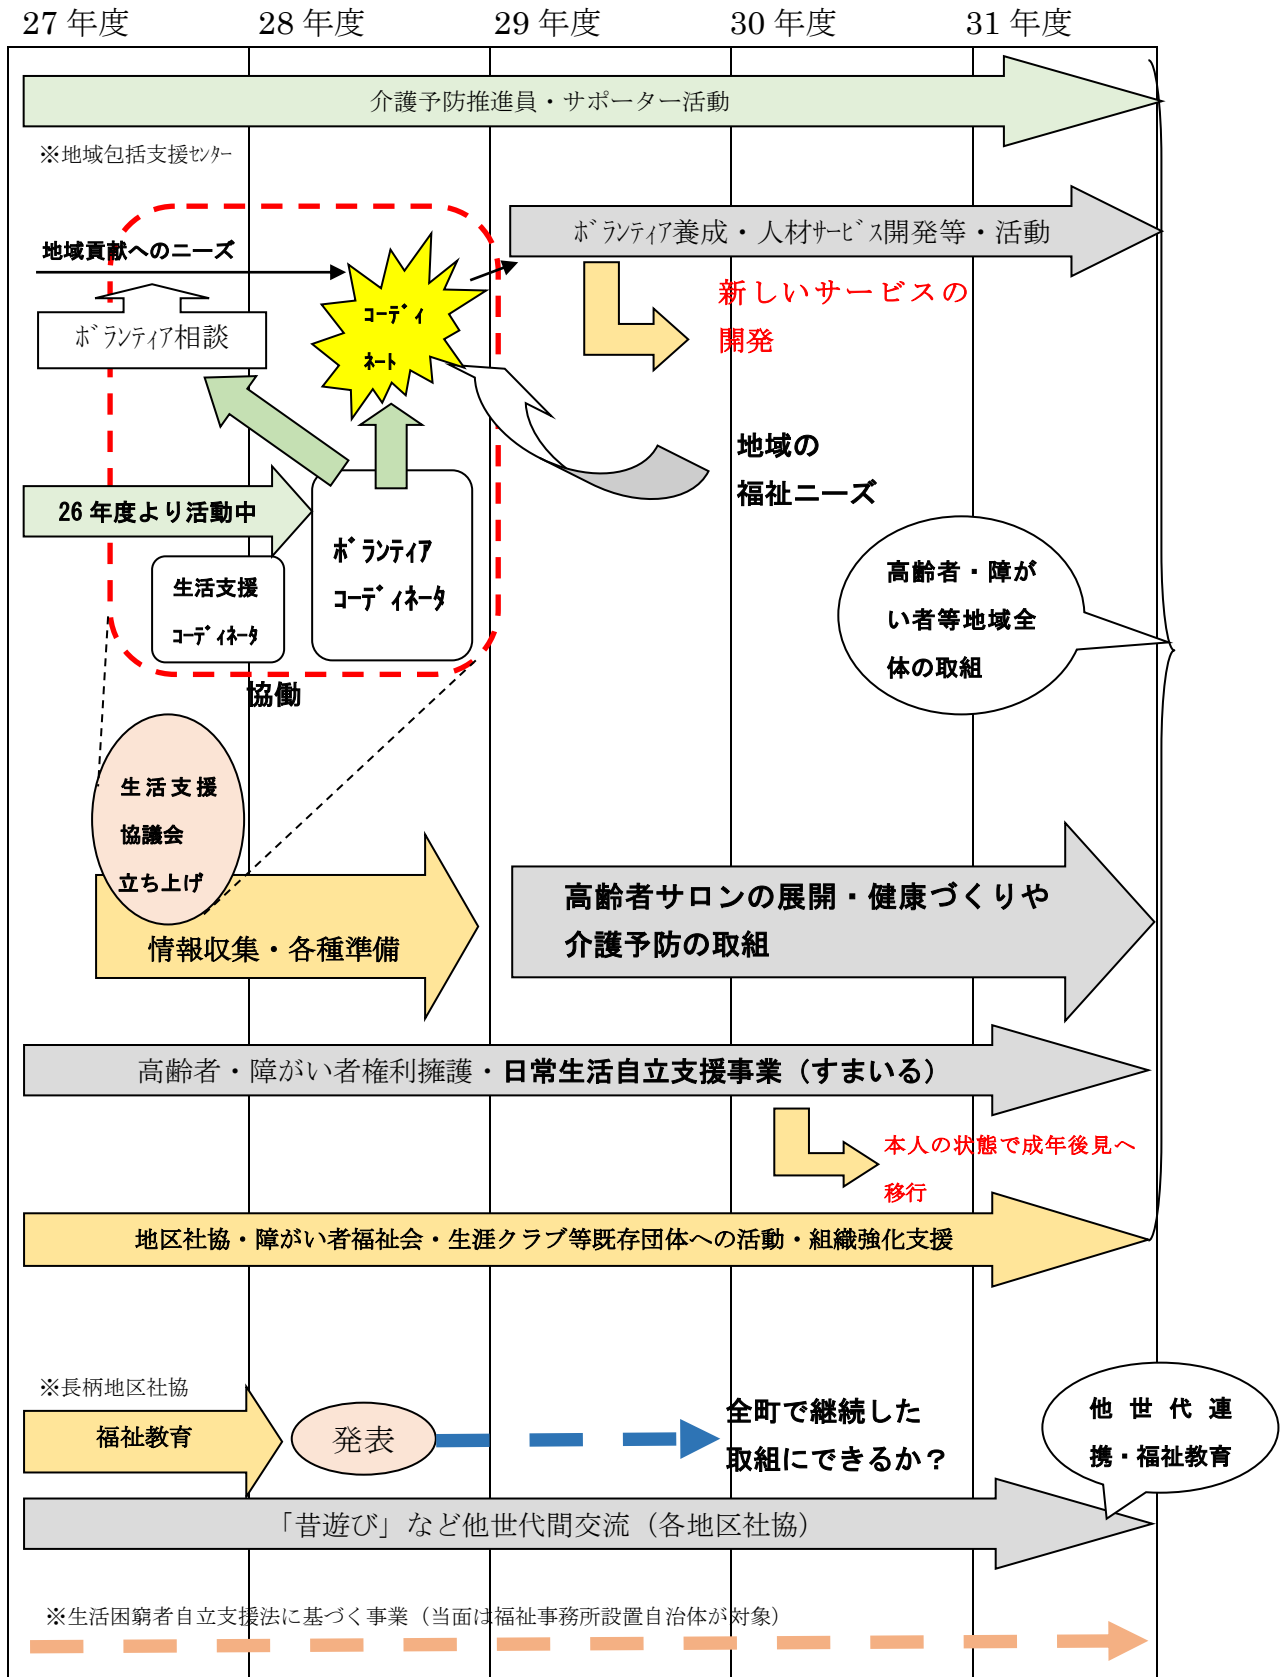 27 年度
28 年度
29 年度
30 年度
31 年度
介護予防推進員・サポーター活動
※地域包括支援ｾﾝﾀｰ
地域貢献へのニーズ
ﾎﾞﾗﾝﾃｨｱ養成・人材ｻｰﾋﾞｽ開発等・活動
ｺｰﾃﾞｨ
ﾈｰﾄ
新しいサービスの
開発
ﾎﾞﾗﾝﾃｨｱ相談
地域の
福祉ニーズ
26 年度より活動中
ﾎﾞﾗﾝﾃｨｱ
ｺｰﾃﾞｨﾈｰﾀ
生活支援
ｺｰﾃﾞｨﾈｰﾀ
高齢者・障が
い者等地域全
体の取組
協働
生活支援
協議会
立ち上げ
情報収集・各種準備
高齢者サロンの展開・健康づくりや
介護予防の取組
高齢者・障がい者権利擁護・日常生活自立支援事業（すまいる）
本人の状態で成年後見へ
移行
地区社協・障がい者福祉会・生涯クラブ等既存団体への活動・組織強化支援
※長柄地区社協
福祉教育
発表
全町で継続した
取組にできるか？
他世代連
携・福祉教育
「昔遊び」など他世代間交流（各地区社協）
※生活困窮者自立支援法に基づく事業（当面は福祉事務所設置自治体が対象）